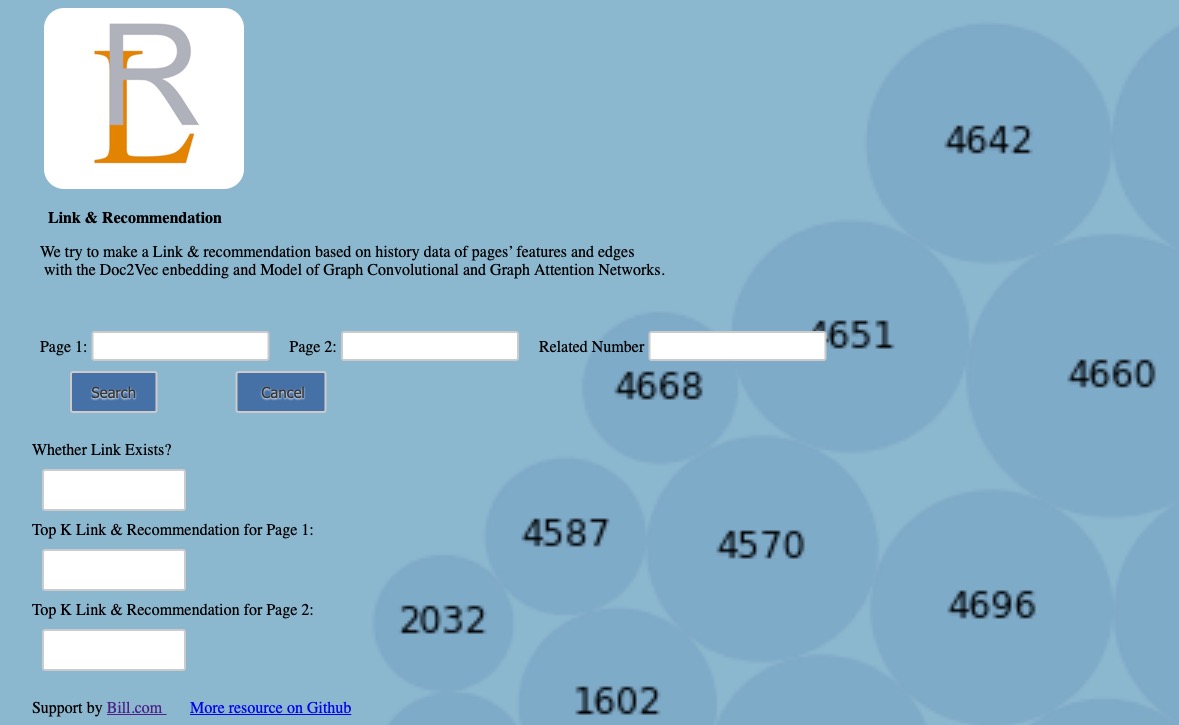 LR
Link & Recommendation
We try to make a Link & recommendation based on history data of pages’ features and edges
with the Doc2Vec enbedding and Model of Graph Convolutional and Graph Attention Networks.
Page 1: Page 2: Related Number
Search Cancel
Whether Link Exists?
Top K Link & Recommendation for Page 1:
Top K Link & Recommendation for Page 2:
Support by Bill.com More resource on Github
4642
4651
4660
4668
4587
4570
4696
2032
1602